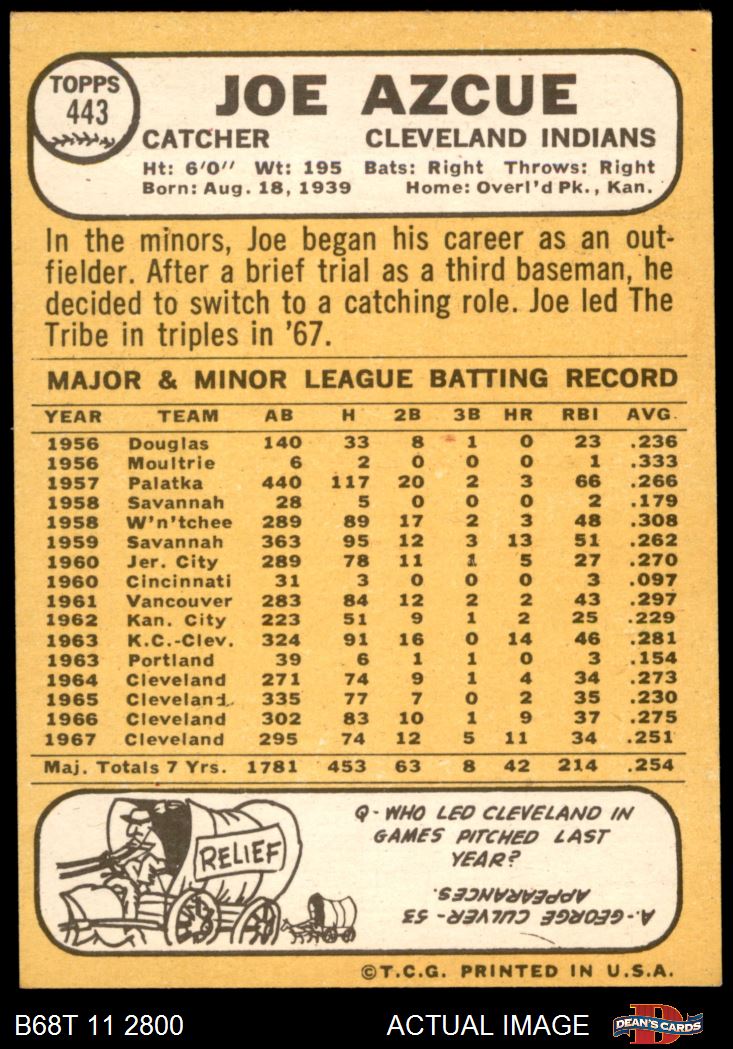 TOPPS
443
JOE AZCUE
CATCHER CLEVELAND INDIANS
Ht: 6'0" Wt: 195 Bats: Right Throws: Right
Born: Aug. 18, 1939 Home: Overl'd Pk., Kan.
In the minors, Joe began his career as an out-
fielder. After a brief trial as a third baseman, he
decided to switch to a catching role. Joe led The
Tribe in triples in '67.
MAJOR & MINOR LEAGUE BATTING RECORD
YEAR TEAM AB H 2B 3B HR RBI AVG.
1956 Douglas 140 33 8 1 0 23 .236
1956 Moultrie 6 2 0 0 0 1 .333
1957 Palatka 440 117 20 2 3 66 .266
1958 Savannah 28 5 0 0 0 2 .179
1958 W'n'tchee 289 89 17 2 3 48 .308
1959 Savannah 363 95 12 3 13 51 .262
1960 Jer. City 289 78 11 1 5 27 .270
1960 Cincinnati 31 3 0 0 0 3 .097
1961 Vancouver 283 84 12 2 2 43 .297
1962 Kan. City 223 51 9 1 2 25 .229
1963 K.C.-Clev. 324 91 16 0 14 46 .281
1963 Portland 39 6 1 1 0 3 .154
1964 Cleveland 271 74 9 1 4 34 .273
1965 Cleveland 335 77 7 0 2 35 .230
1966 Cleveland 302 83 10 1 9 37 .275
1967 Cleveland 295 74 12 5 11 34 .251
Maj. Totals 7 Yrs. 1781 453 63 8 42 214 .254
RELIEF
Q- WHO LED CLEVELAND IN
GAMES PITCHED LAST
YEAR?
A- GEORGE CULVER - 53
APPEARANCES.
©T.C.G. PRINTED IN U.S.A.
B68T 11 2800 ACTUAL IMAGE
D
DEAN'S CARDS